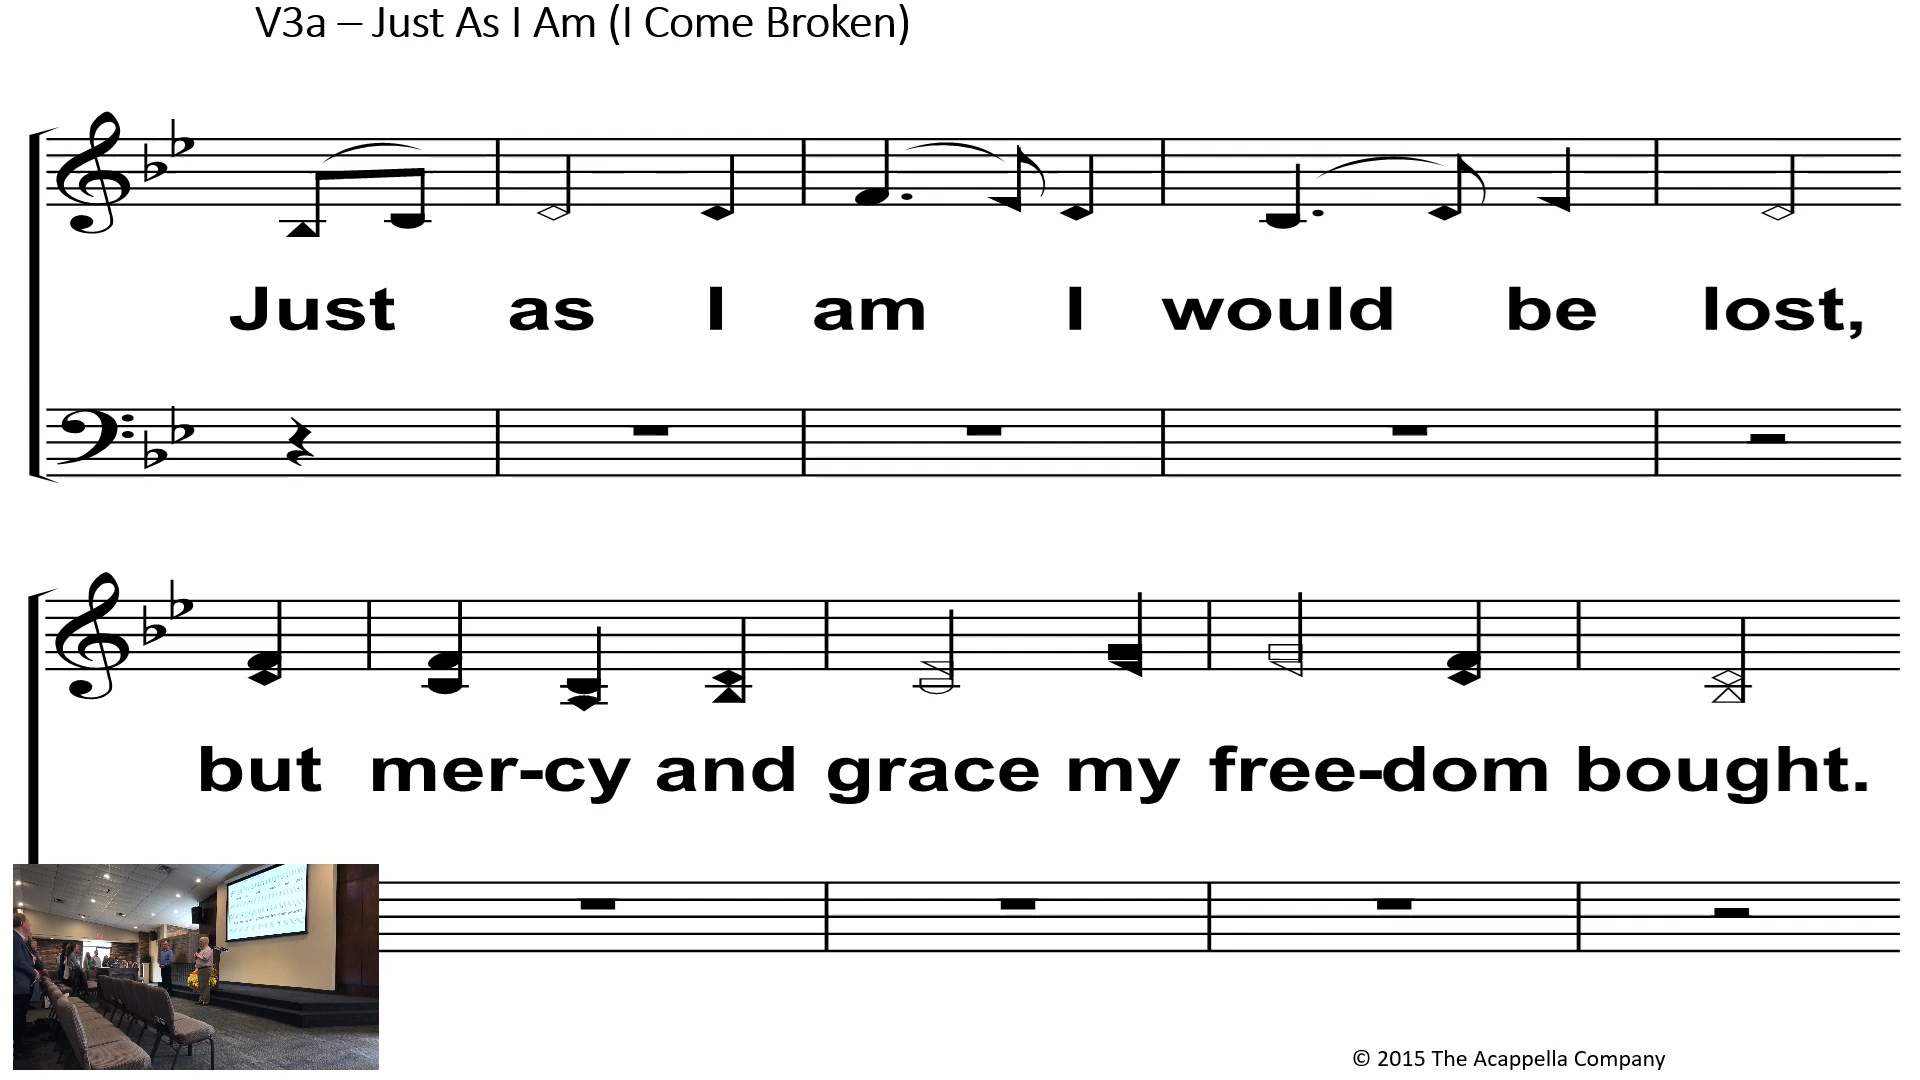 V3a – Just As I Am (I Come Broken)
Just as I am I would be lost,
but mer-cy and grace my free-dom bought.
© 2015 The Acappella Company